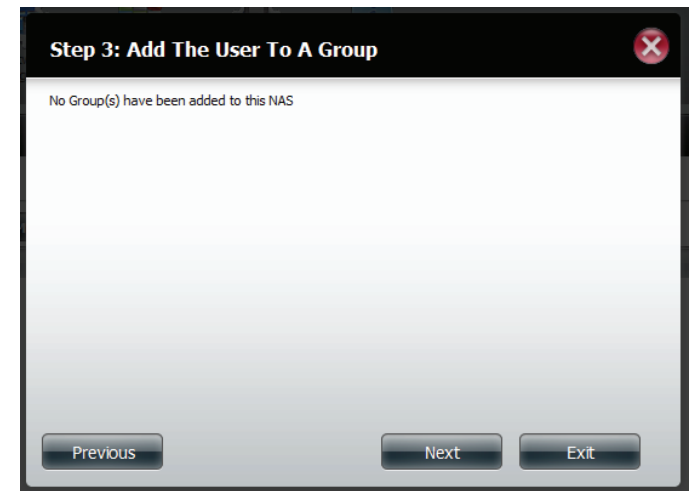 Step 3: Add The User To A Group
No Group(s) have been added to this NAS
Previous Next Exit